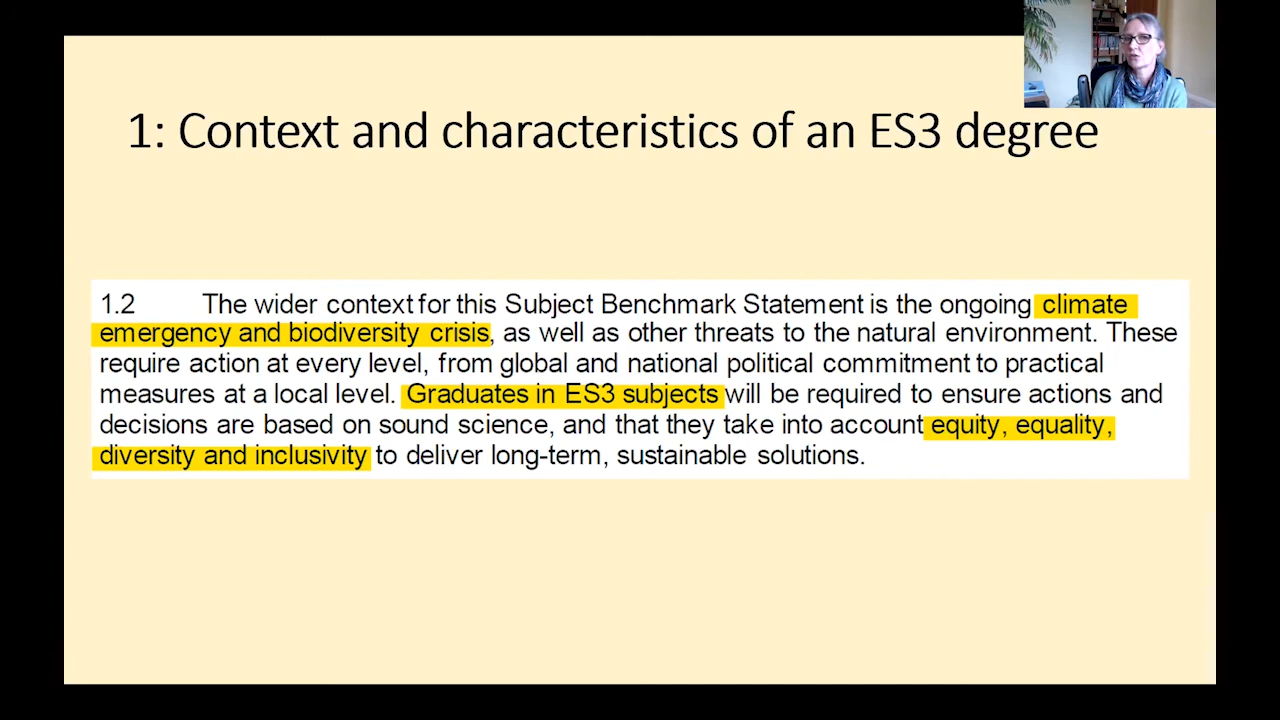 1: Context and characteristics of an ES3 degree
1.2 The wider context for this Subject Benchmark Statement is the ongoing climate
emergency and biodiversity crisis, as well as other threats to the natural environment. These
require action at every level, from global and national political commitment to practical
measures at a local level. Graduates in ES3 subjects will be required to ensure actions and
decisions are based on sound science, and that they take into account equity, equality,
diversity and inclusivity to deliver long-term, sustainable solutions.